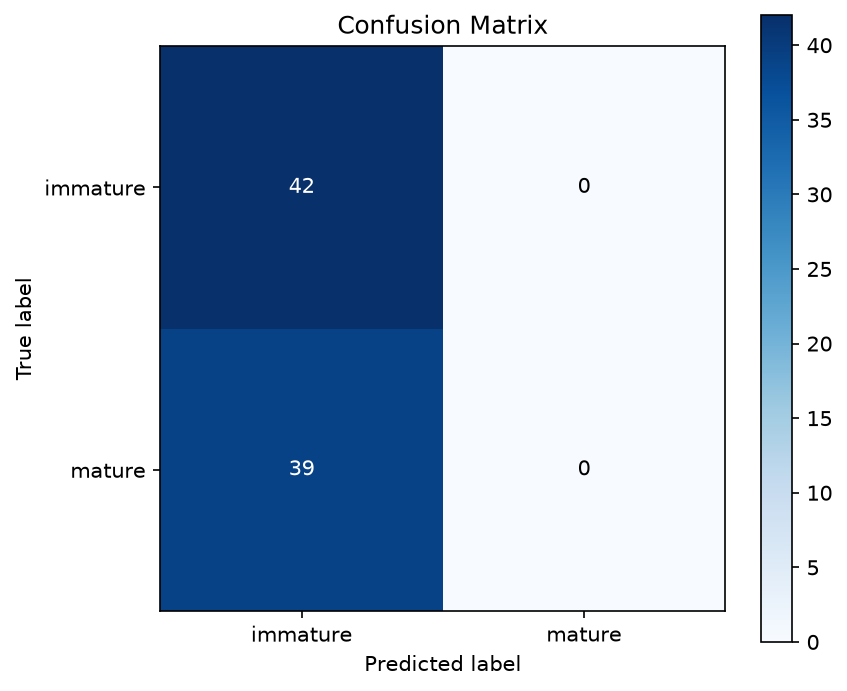 Confusion Matrix
True label
immature
42
0
mature
39
0
immature
mature
Predicted label
40
35
30
25
20
15
10
5
0